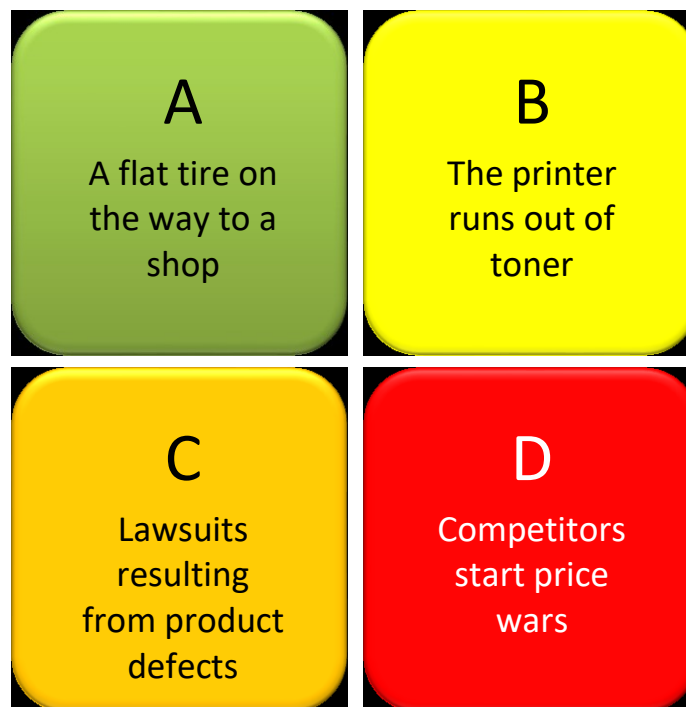 A
A flat tire on
the way to a
shop
B
The printer
runs out of
toner
C
Lawsuits
resulting
from product
defects
D
Competitors
start price
wars